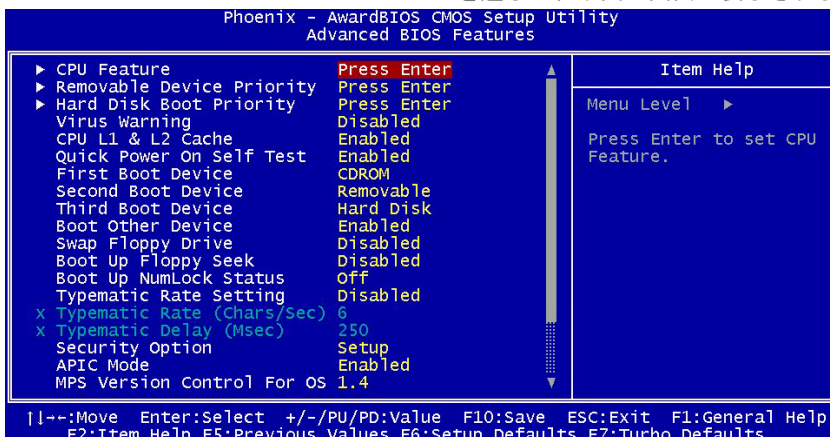 Phoenix - AwardBIOS CMOS Setup Utility
Advanced BIOS Features
▶ CPU Feature Press Enter
▶ Removable Device Priority Press Enter
▶ Hard Disk Boot Priority Press Enter
Virus Warning Disabled
CPU L1 & L2 Cache Enabled
Quick Power On Self Test Enabled
First Boot Device CDROM
Second Boot Device Removable
Third Boot Device Hard Disk
Boot Other Device Enabled
Swap Floppy Drive Disabled
Boot Up Floppy Seek Disabled
Boot Up NumLock Status Off
Typematic Rate Setting Disabled
x Typematic Rate (Chars/Sec) 6
x Typematic Delay (Msec) 250
Security Option Setup
APIC Mode Enabled
MPS Version Control For OS 1.4
Item Help
Menu Level ▶
Press Enter to set CPU
Feature.
↑↓→←:Move Enter:Select +/-/PU/PD:Value F10:Save ESC:Exit F1:General Help
F2:Item Help F5:Previous Values F6:Setup Defaults F7:Turbo Defaults